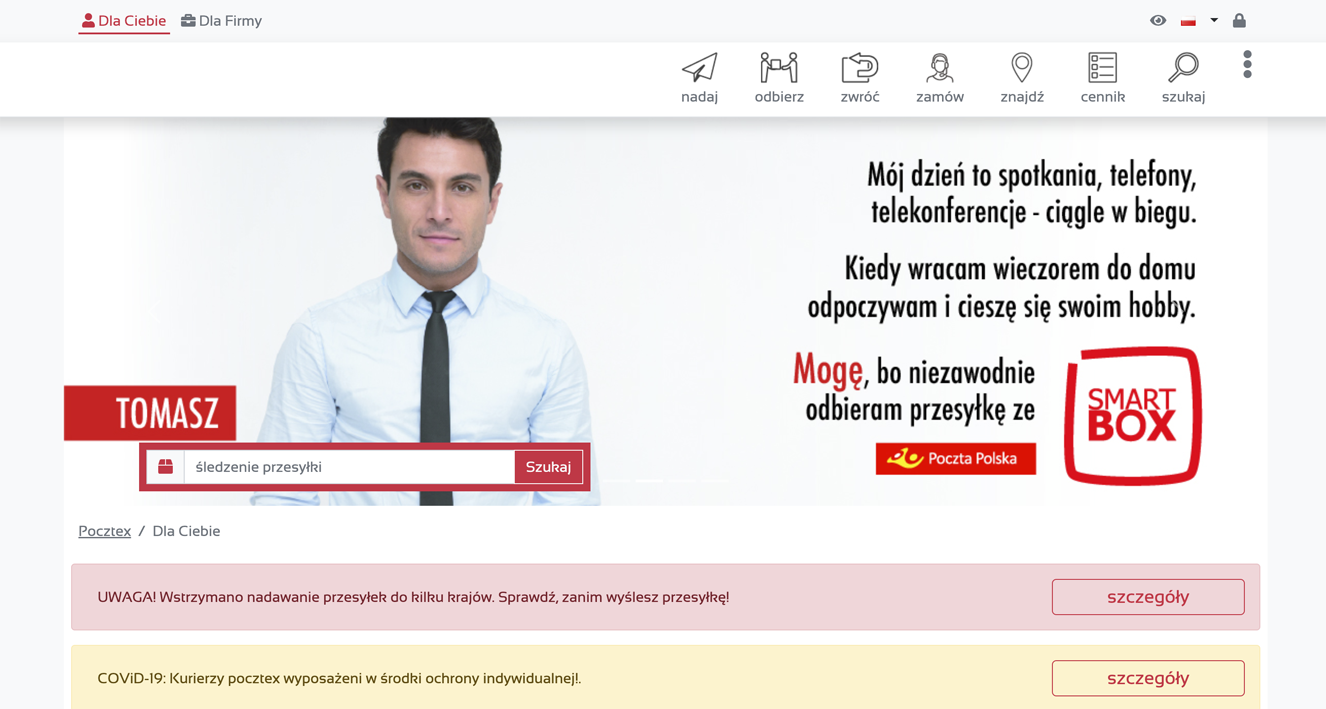 Dla Ciebie Dla Firmy
nadaj odbierz zwróć zamów znajdź cennik szukaj
Mój dzień to spotkania, telefony,
telekonferencje - ciągle w biegu.
Kiedy wracam wieczorem do domu
odpoczywam i cieszę się swoim hobby.
Mogę, bo niezawodnie
odbieram przesyłkę ze
SMART
BOX
Poczta Polska
TOMASZ
śledzenie przesyłki Szukaj
Pocztex / Dla Ciebie
UWAGA! Wstrzymano nadawanie przesyłek do kilku krajów. Sprawdź, zanim wyślesz przesyłkę! szczegóły
COViD-19: Kurierzy pocztex wyposażeni w środki ochrony indywidualnej!. szczegóły